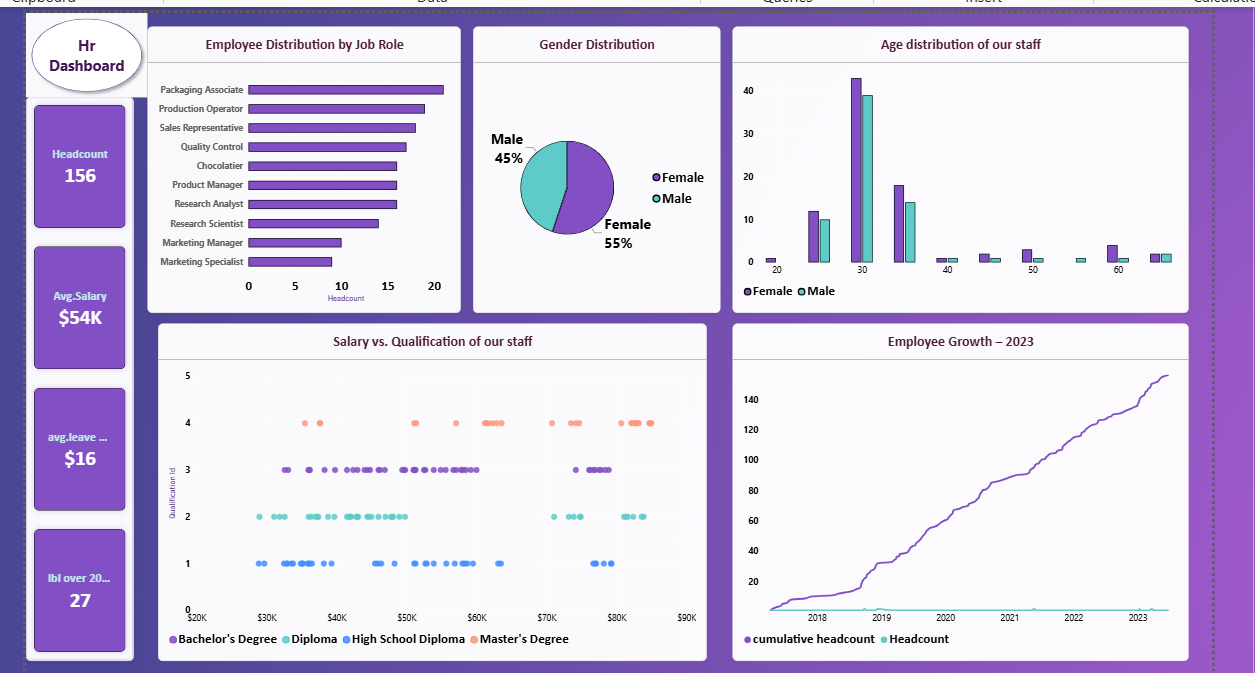 Clipboard Data Queries Insert
Hr
Dashboard
Headcount
156
Avg.Salary
$54K
avg.leave ...
$16
lbl over 20...
27
Employee Distribution by Job Role
Packaging Associate
Production Operator
Sales Representative
Quality Control
Chocolatier
Product Manager
Research Analyst
Research Scientist
Marketing Manager
Marketing Specialist
0 5 10 15 20
Headcount
Gender Distribution
Male
45%
Female
55%
Female
Male
Age distribution of our staff
40
30
20
10
0
20 30 40 50 60
Female Male
Salary vs. Qualification of our staff
Qualification Id
5
4
3
2
1
0
$20K $30K $40K $50K $60K $70K $80K $90K
Bachelor's Degree Diploma High School Diploma Master's Degree
Employee Growth – 2023
140
120
100
80
60
40
20
2018 2019 2020 2021 2022 2023
cumulative headcount Headcount